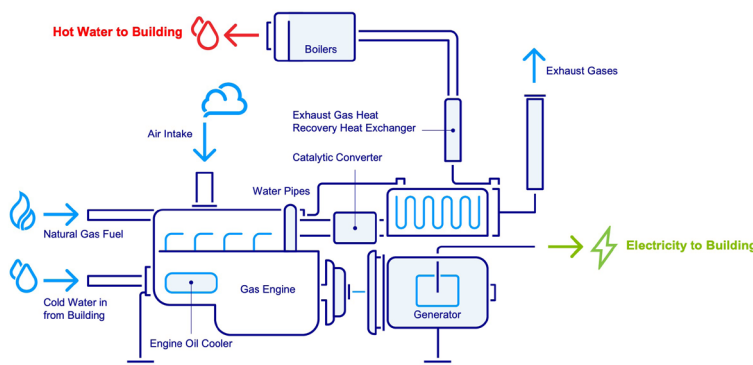 Hot Water to Building
Boilers
Exhaust Gases
Air Intake
Exhaust Gas Heat
Recovery Heat Exchanger
Catalytic Converter
Water Pipes
Natural Gas Fuel
Electricity to Building
Cold Water in
from Building
Gas Engine
Generator
Engine Oil Cooler